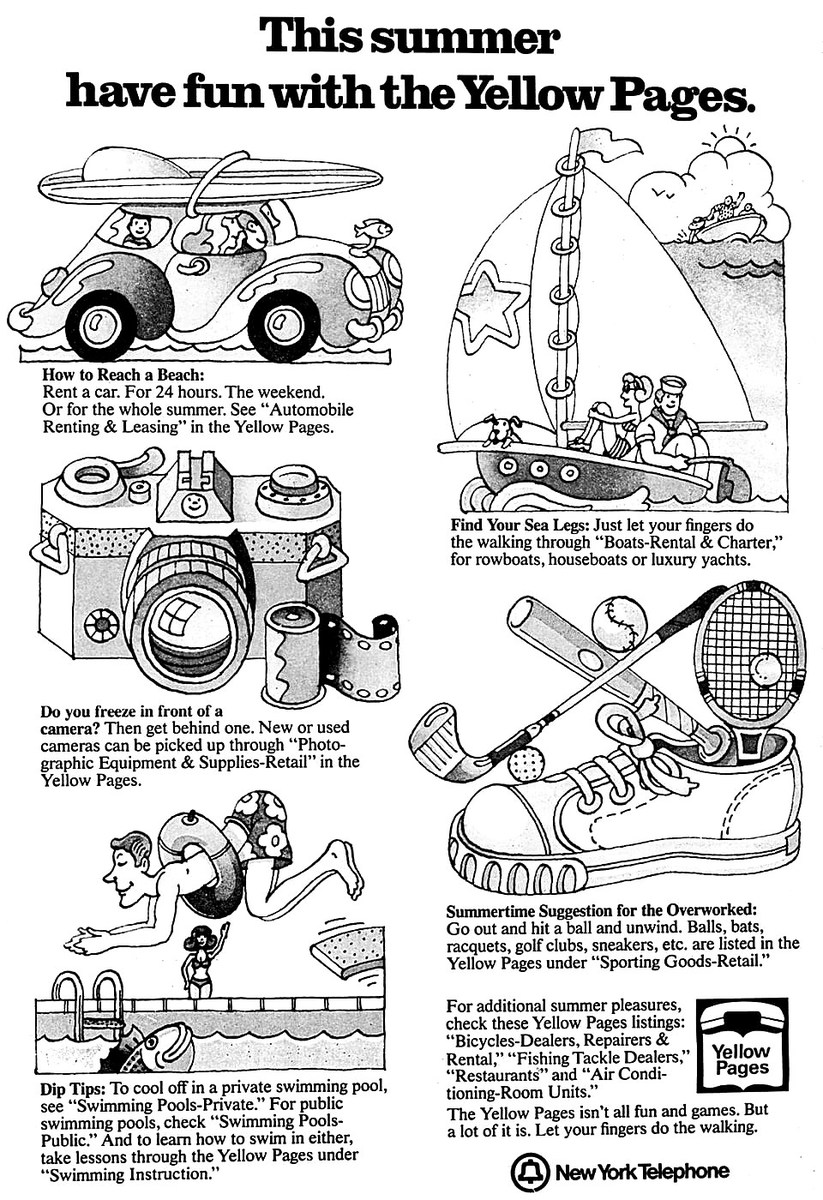 This summer
have fun with the Yellow Pages.
How to Reach a Beach:
Rent a car. For 24 hours. The weekend.
Or for the whole summer. See "Automobile
Renting & Leasing" in the Yellow Pages.
Do you freeze in front of a
camera? Then get behind one. New or used
cameras can be picked up through "Photo-
graphic Equipment & Supplies-Retail" in the
Yellow Pages.
Dip Tips: To cool off in a private swimming pool,
see "Swimming Pools-Private." For public
swimming pools, check "Swimming Pools-
Public." And to learn how to swim in either,
take lessons through the Yellow Pages under
"Swimming Instruction."
Find Your Sea Legs: Just let your fingers do
the walking through "Boats-Rental & Charter,"
for rowboats, houseboats or luxury yachts.
Summertime Suggestion for the Overworked:
Go out and hit a ball and unwind. Balls, bats,
racquets, golf clubs, sneakers, etc. are listed in the
Yellow Pages under "Sporting Goods-Retail."
For additional summer pleasures,
check these Yellow Pages listings:
"Bicycles-Dealers, Repairers &
Rental," "Fishing Tackle Dealers,"
"Restaurants" and "Air Condi-
tioning-Room Units."
The Yellow Pages isn't all fun and games. But
a lot of it is. Let your fingers do the walking.
Yellow
Pages
New York Telephone